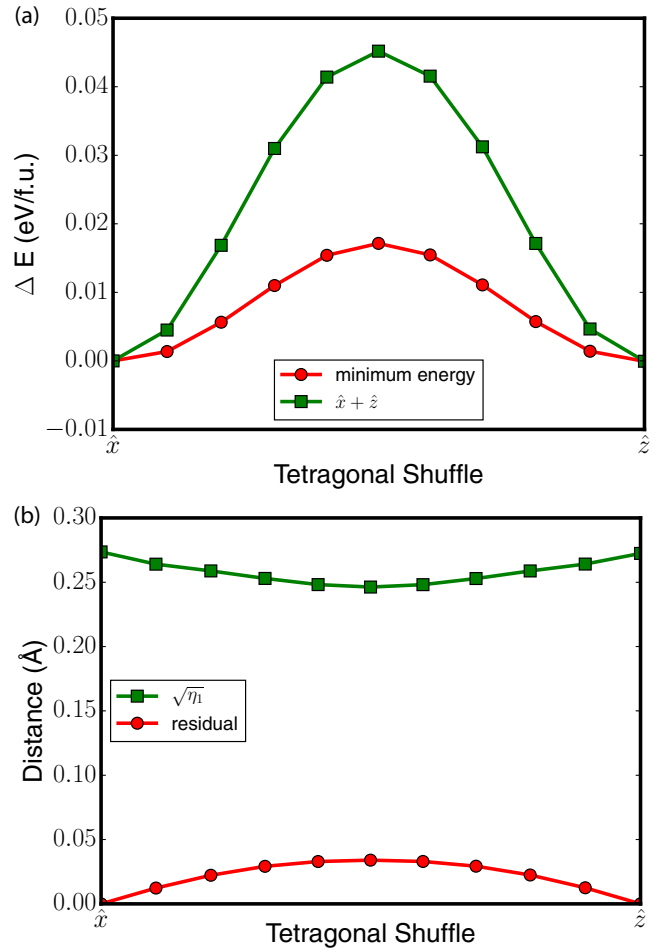 (a)
0.05
0.04
0.03
0.02
0.01
0.00
−0.01
Δ E (eV/f.u.)
minimum energy
x̂ + ẑ
x̂
ẑ
Tetragonal Shuffle
(b)
0.30
0.25
0.20
0.15
0.10
0.05
0.00
Distance (Å)
√η₁
residual
x̂
ẑ
Tetragonal Shuffle